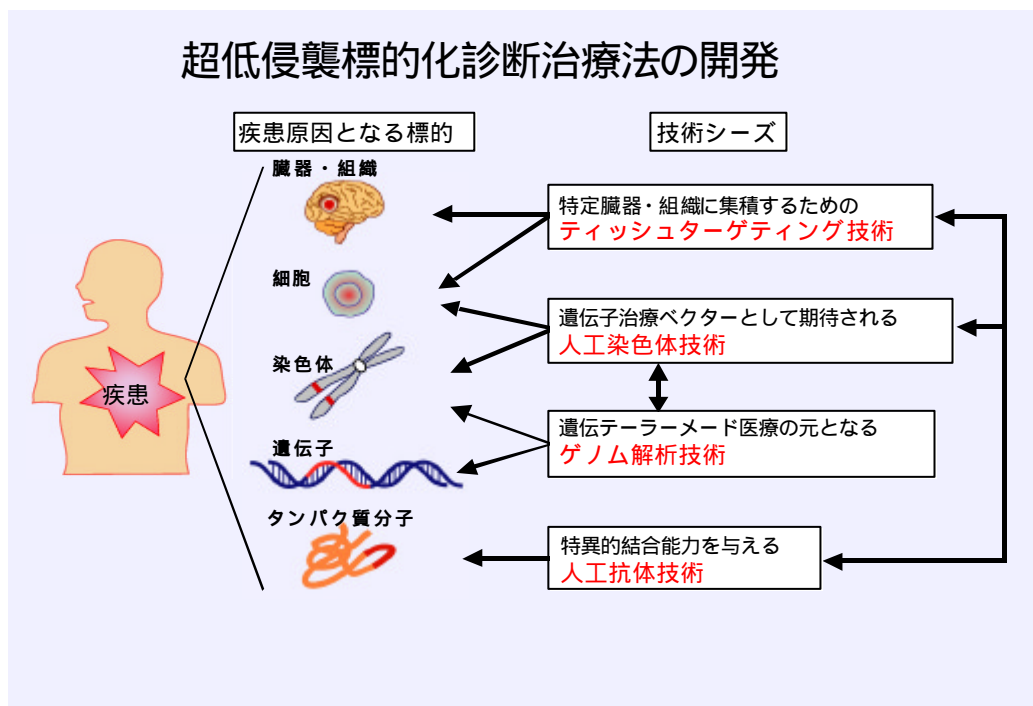 超低侵襲標的化診断治療法の開発
疾患原因となる標的
技術シーズ
臓器・組織
細胞
染色体
遺伝子
タンパク質分子
疾患
特定臓器・組織に集積するための
ティッシュターゲティング技術
遺伝子治療ベクターとして期待される
人工染色体技術
遺伝テーラーメード医療の元となる
ゲノム解析技術
特異的結合能力を与える
人工抗体技術